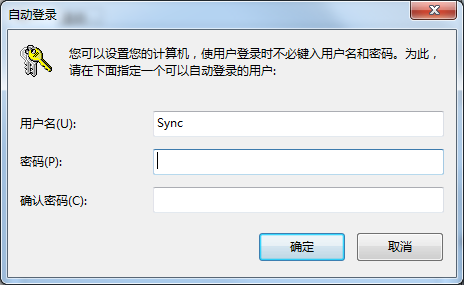 自动登录
您可以设置您的计算机，使用户登录时不必键入用户名和密码。为此，
请在下面指定一个可以自动登录的用户:
用户名(U):
Sync
密码(P):
确认密码(C):
确定
取消